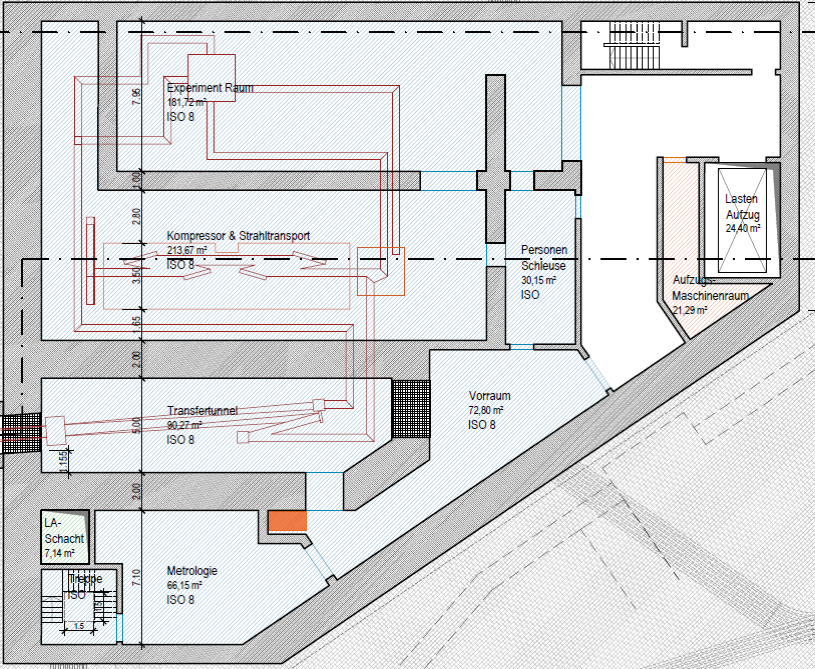 7,95
Experiment Raum
181,72 m²
ISO 8
1,00
2,80
Kompressor & Strahltransport
213,67 m²
ISO 8
3,50
1,65
Personen
Schleuse
30,15 m²
ISO
Lasten
Aufzug
24,40 m²
Aufzugs-
Maschinenraum
21,29 m²
2,00
Transfertunnel
90,27 m²
ISO 8
5,00
1,155
Vorraum
72,80 m²
ISO 8
2,00
LA-
Schacht
7,14 m²
Treppe
ISO
1.5
Metrologie
66,15 m²
ISO 8
7,10